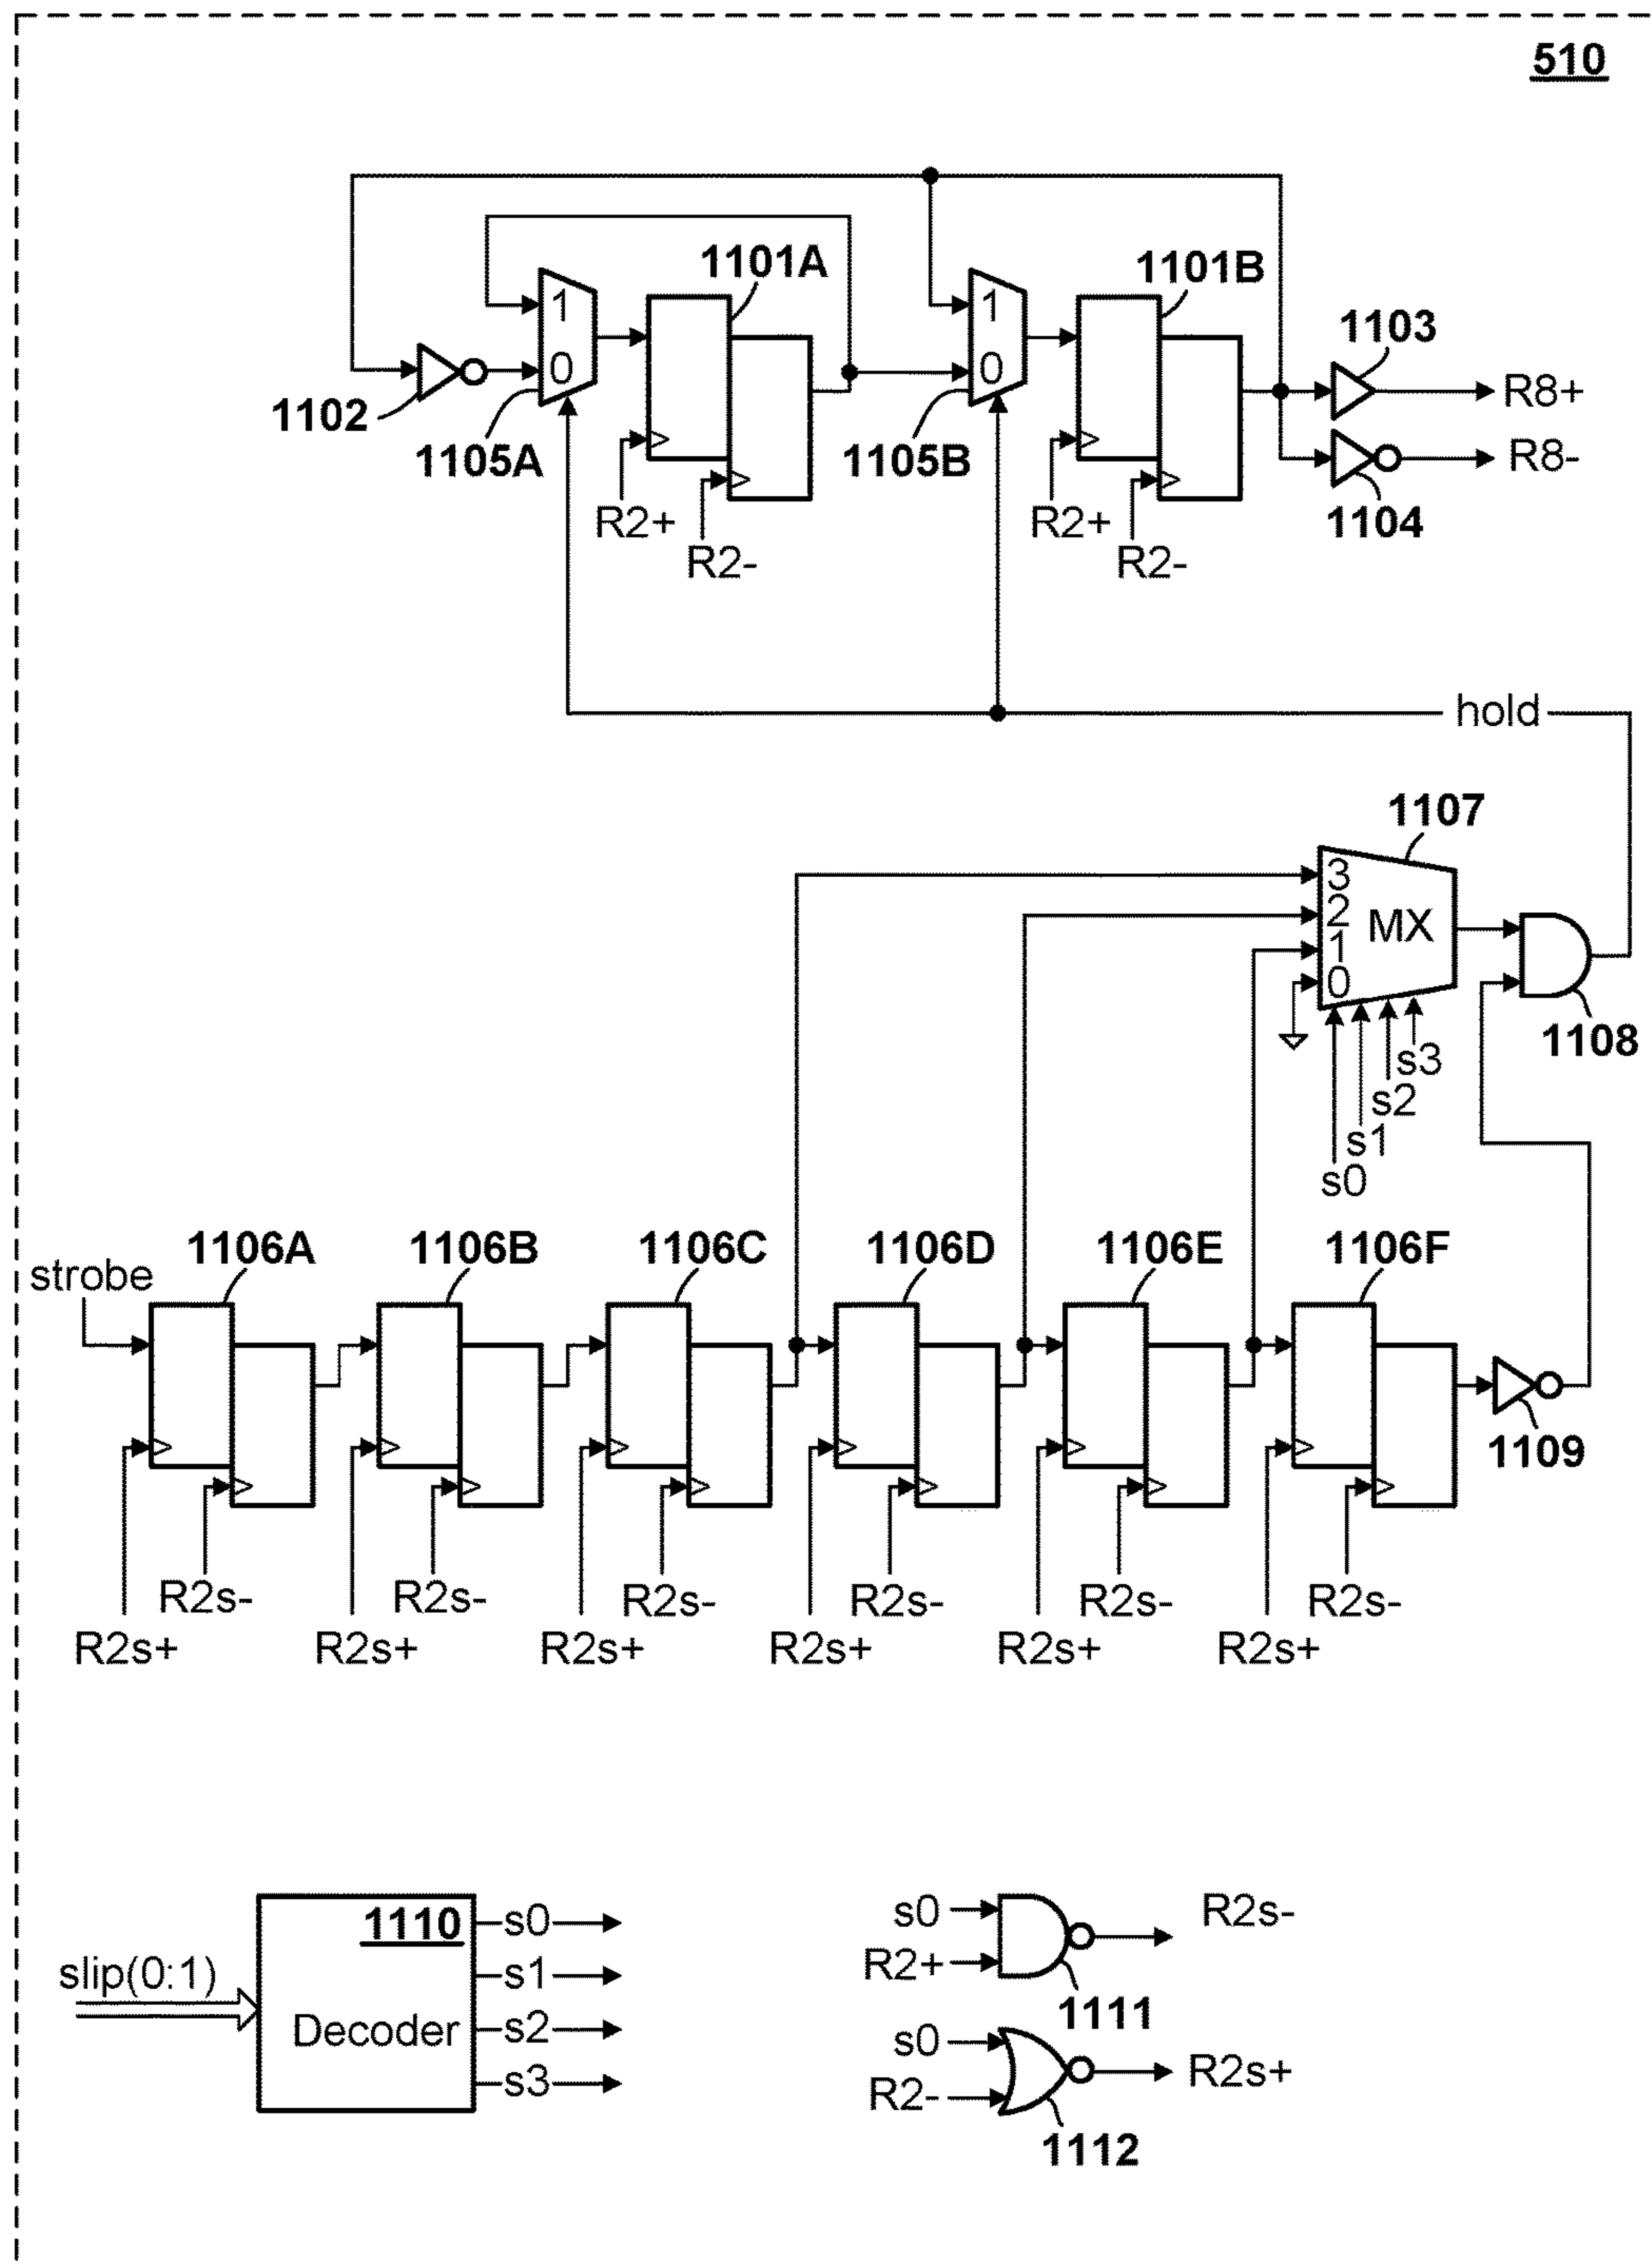 510
1101A
1101B
1103
1
1
R8+
0
0
1102
1105A
1105B
R8-
R2+
R2+
1104
R2-
R2-
hold
1107
3
2
MX
1
0
1108
s3
s2
s1
s0
1106A
1106B
1106C
1106D
1106E
1106F
strobe
1109
R2s-
R2s-
R2s-
R2s-
R2s-
R2s-
R2s+
R2s+
R2s+
R2s+
R2s+
R2s+
1110
s0
s0
R2s-
slip(0:1)
s1
R2+
1111
Decoder
s2
s0
s3
R2-
R2s+
1112